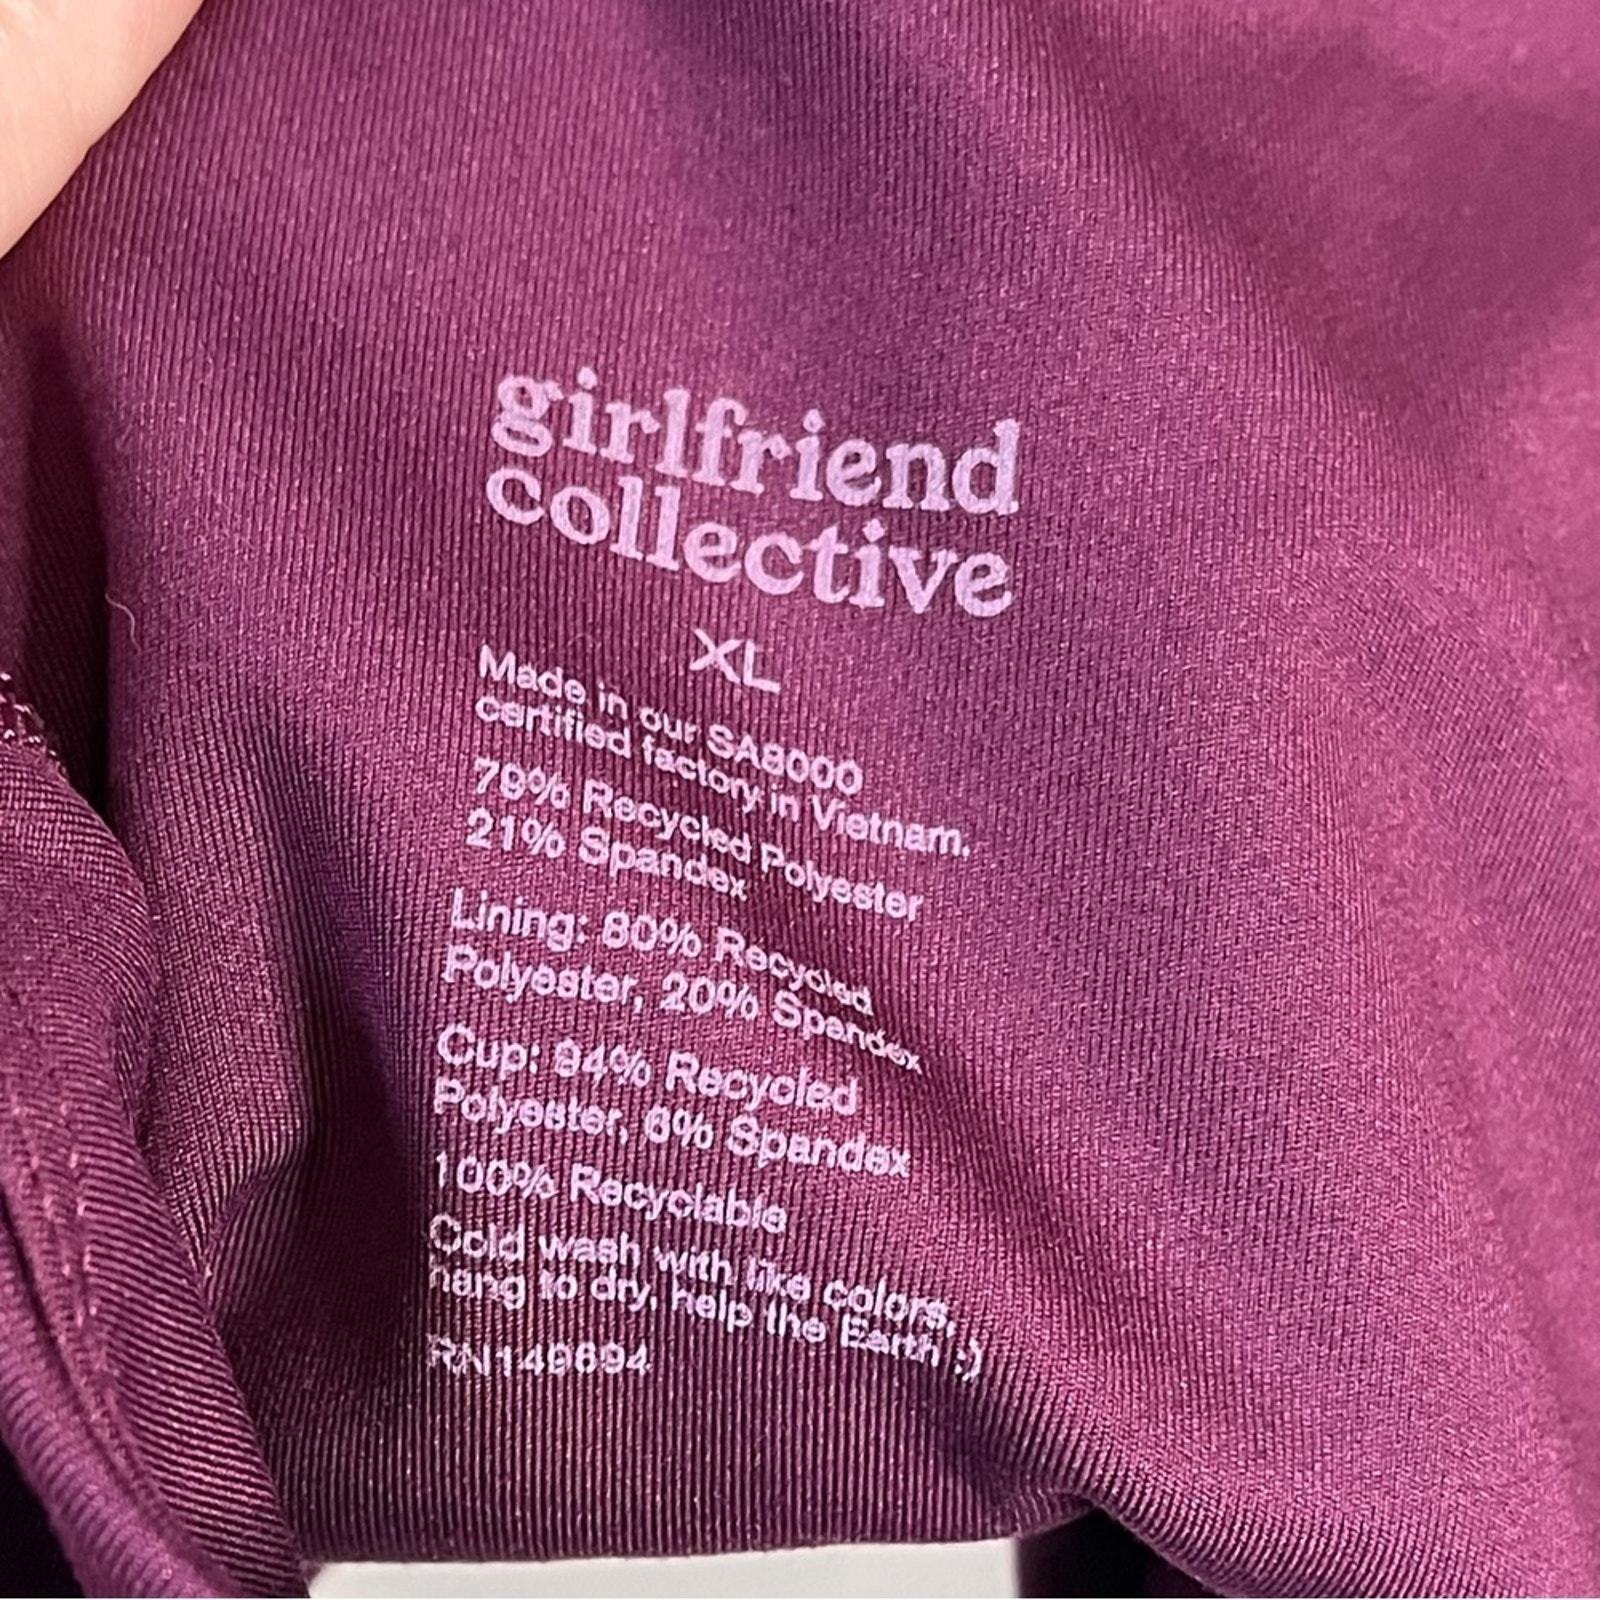 girlfriend
collective
XL
Made in our SA8000
certified factory in Vietnam.
79% Recycled Polyester
21% Spandex
Lining: 80% Recycled
Polyester, 20% Spandex
Cup: 94% Recycled
Polyester, 6% Spandex
100% Recyclable
Cold wash with like colors,
hang to dry, help the Earth :)
RN149694